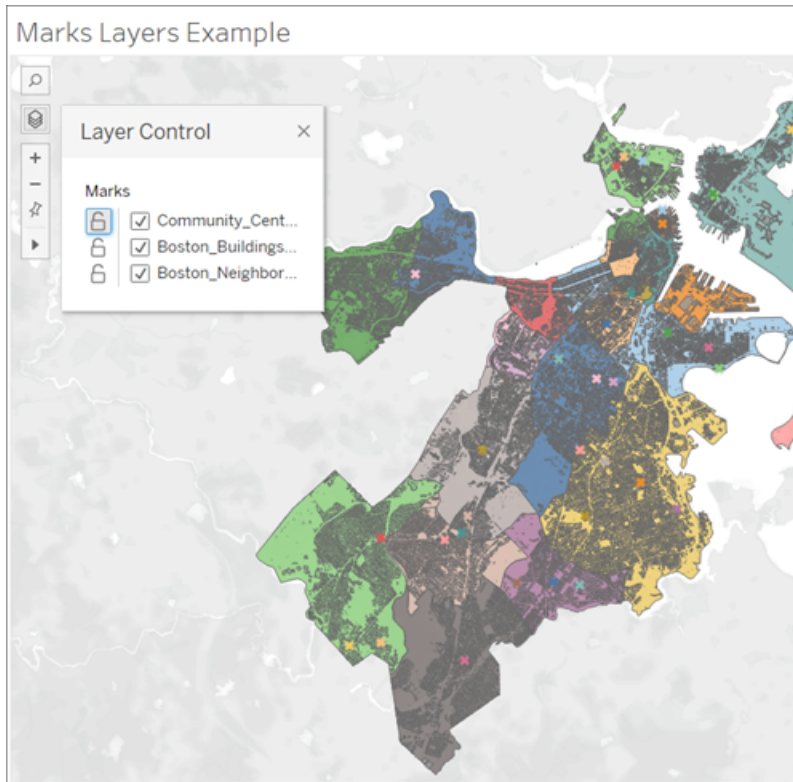 Marks Layers Example
Layer Control
Marks
Community_Cent...
Boston_Buildings...
Boston_Neighbor...